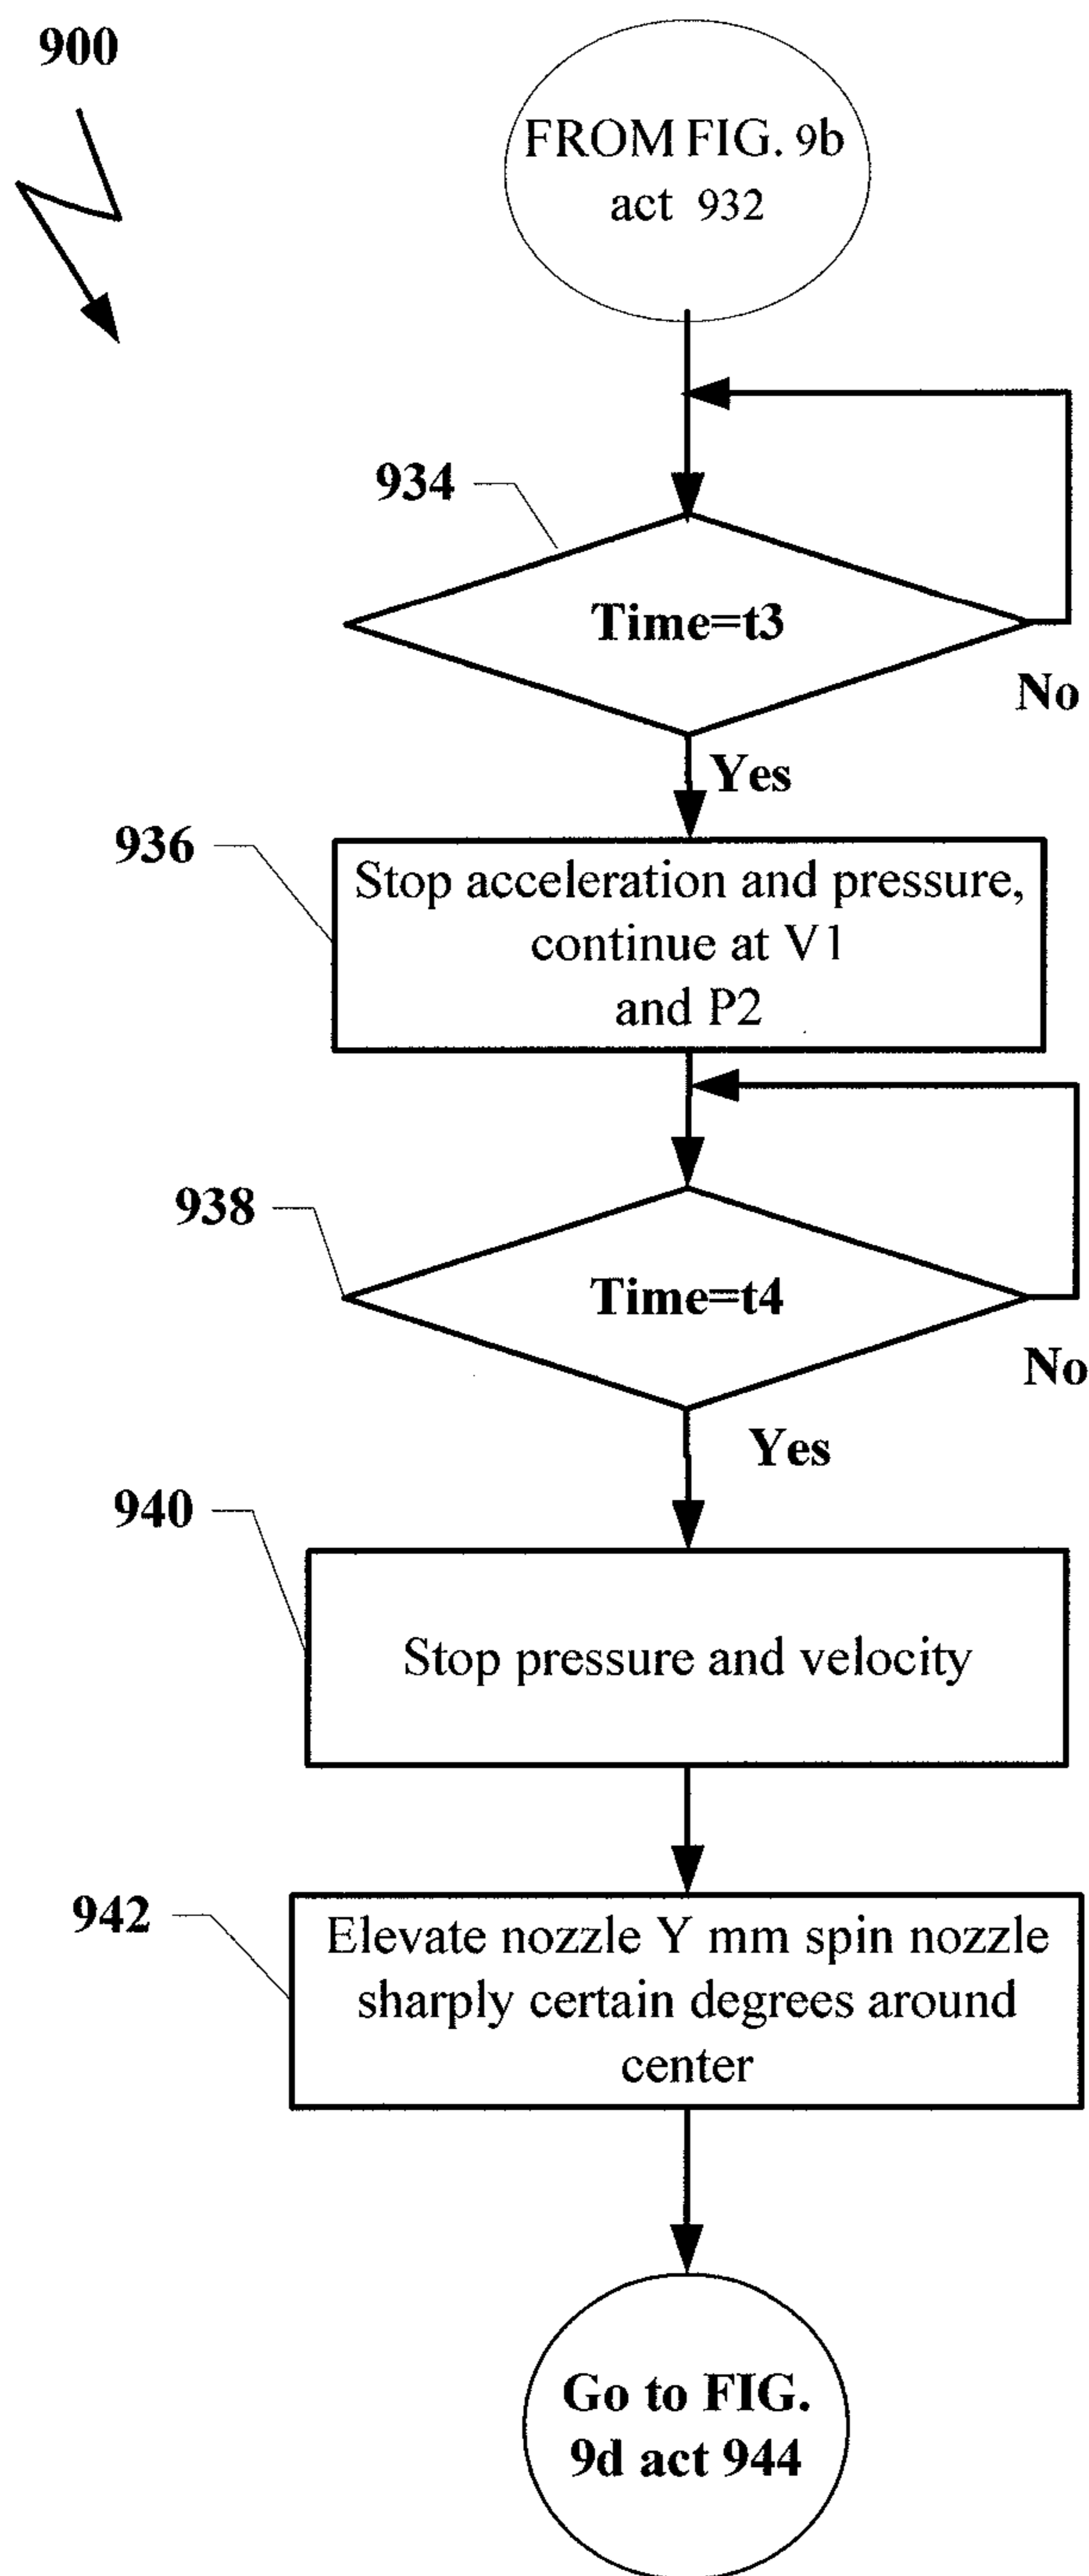 900
FROM FIG. 9b
act 932
934
Time=t3
No
Yes
936
Stop acceleration and pressure,
continue at V1
and P2
938
Time=t4
No
Yes
940
Stop pressure and velocity
942
Elevate nozzle Y mm spin nozzle
sharply certain degrees around
center
Go to FIG.
9d act 944